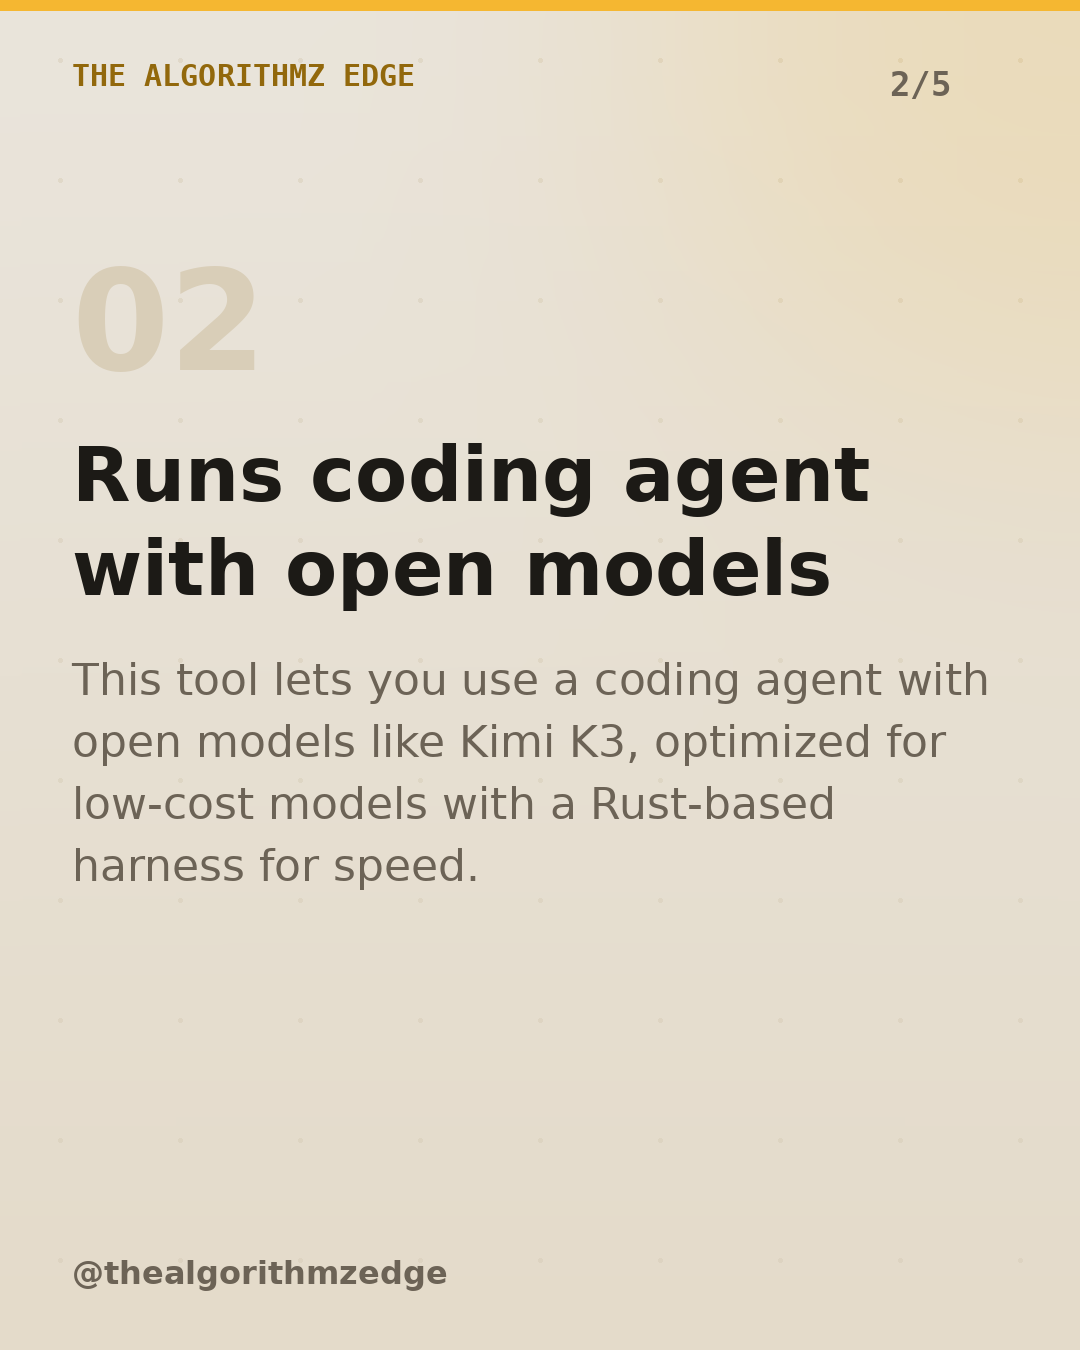 THE ALGORITHMZ EDGE
2/5
02
Runs coding agent
with open models
This tool lets you use a coding agent with
open models like Kimi K3, optimized for
low-cost models with a Rust-based
harness for speed.
@thealgorithmzedge